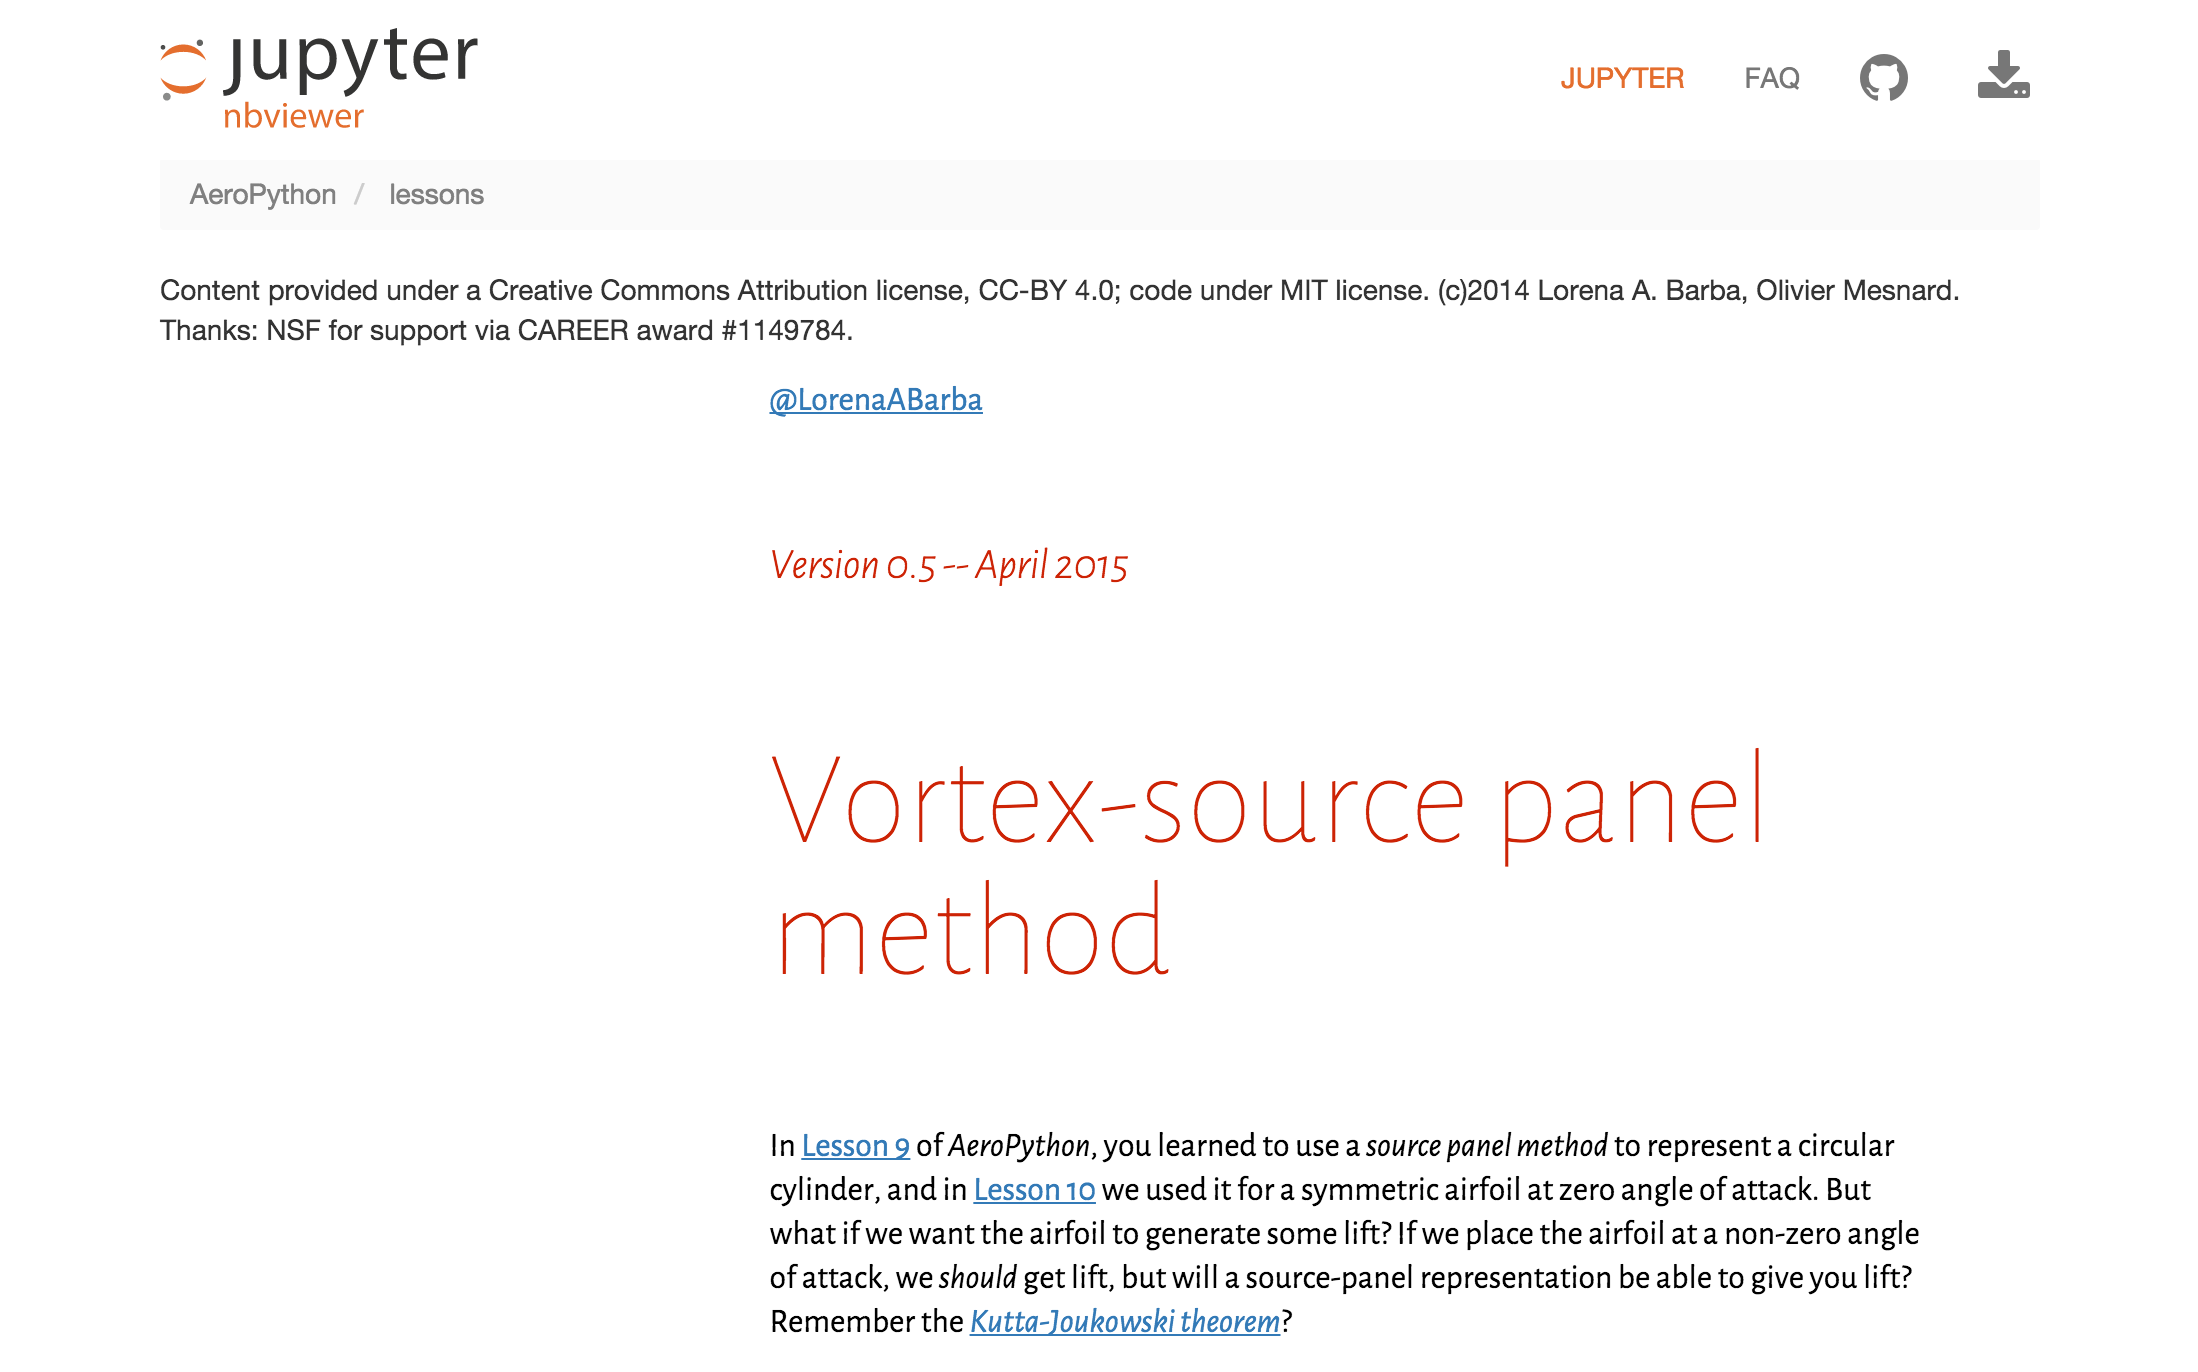 jupyter
nbviewer
JUPYTER FAQ
AeroPython / lessons
Content provided under a Creative Commons Attribution license, CC-BY 4.0; code under MIT license. (c)2014 Lorena A. Barba, Olivier Mesnard.
Thanks: NSF for support via CAREER award #1149784.
@LorenaABarba
Version 0.5 -- April 2015
Vortex-source panel
method
In Lesson 9 of AeroPython, you learned to use a source panel method to represent a circular
cylinder, and in Lesson 10 we used it for a symmetric airfoil at zero angle of attack. But
what if we want the airfoil to generate some lift? If we place the airfoil at a non-zero angle
of attack, we should get lift, but will a source-panel representation be able to give you lift?
Remember the Kutta-Joukowski theorem?